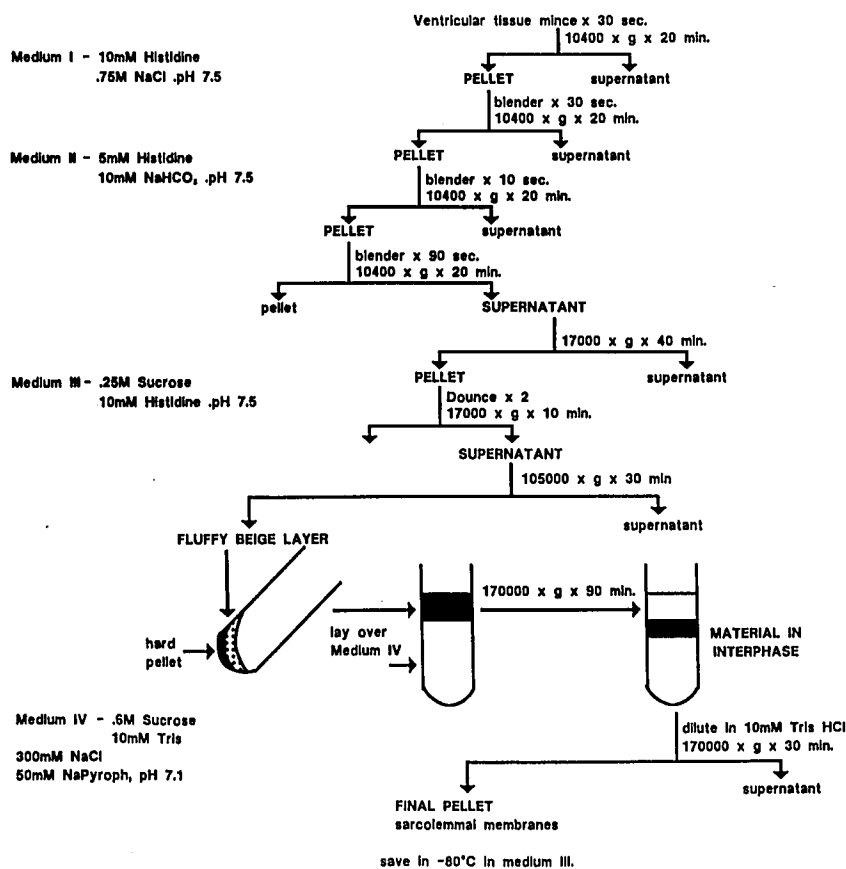 Ventricular tissue mince x 30 sec.
10400 x g x 20 min.
Medium I - 10mM Histidine
.75M NaCl .pH 7.5
PELLET
supernatant
blender x 30 sec.
10400 x g x 20 min.
Medium II - 5mM Histidine
10mM NaHCO₃ .pH 7.5
PELLET
supernatant
blender x 10 sec.
10400 x g x 20 min.
PELLET
supernatant
blender x 90 sec.
10400 x g x 20 min.
pellet
SUPERNATANT
17000 x g x 40 min.
Medium III - .25M Sucrose
10mM Histidine .pH 7.5
PELLET
supernatant
Dounce x 2
17000 x g x 10 min.
SUPERNATANT
105000 x g x 30 min
FLUFFY BEIGE LAYER
supernatant
hard
pellet
lay over
Medium IV
170000 x g x 90 min.
MATERIAL IN
INTERPHASE
Medium IV - .6M Sucrose
10mM Tris
300mM NaCl
50mM NaPyroph, pH 7.1
dilute in 10mM Tris HCl
170000 x g x 30 min.
FINAL PELLET
sarcolemmal membranes
supernatant
save in -80°C in medium III.